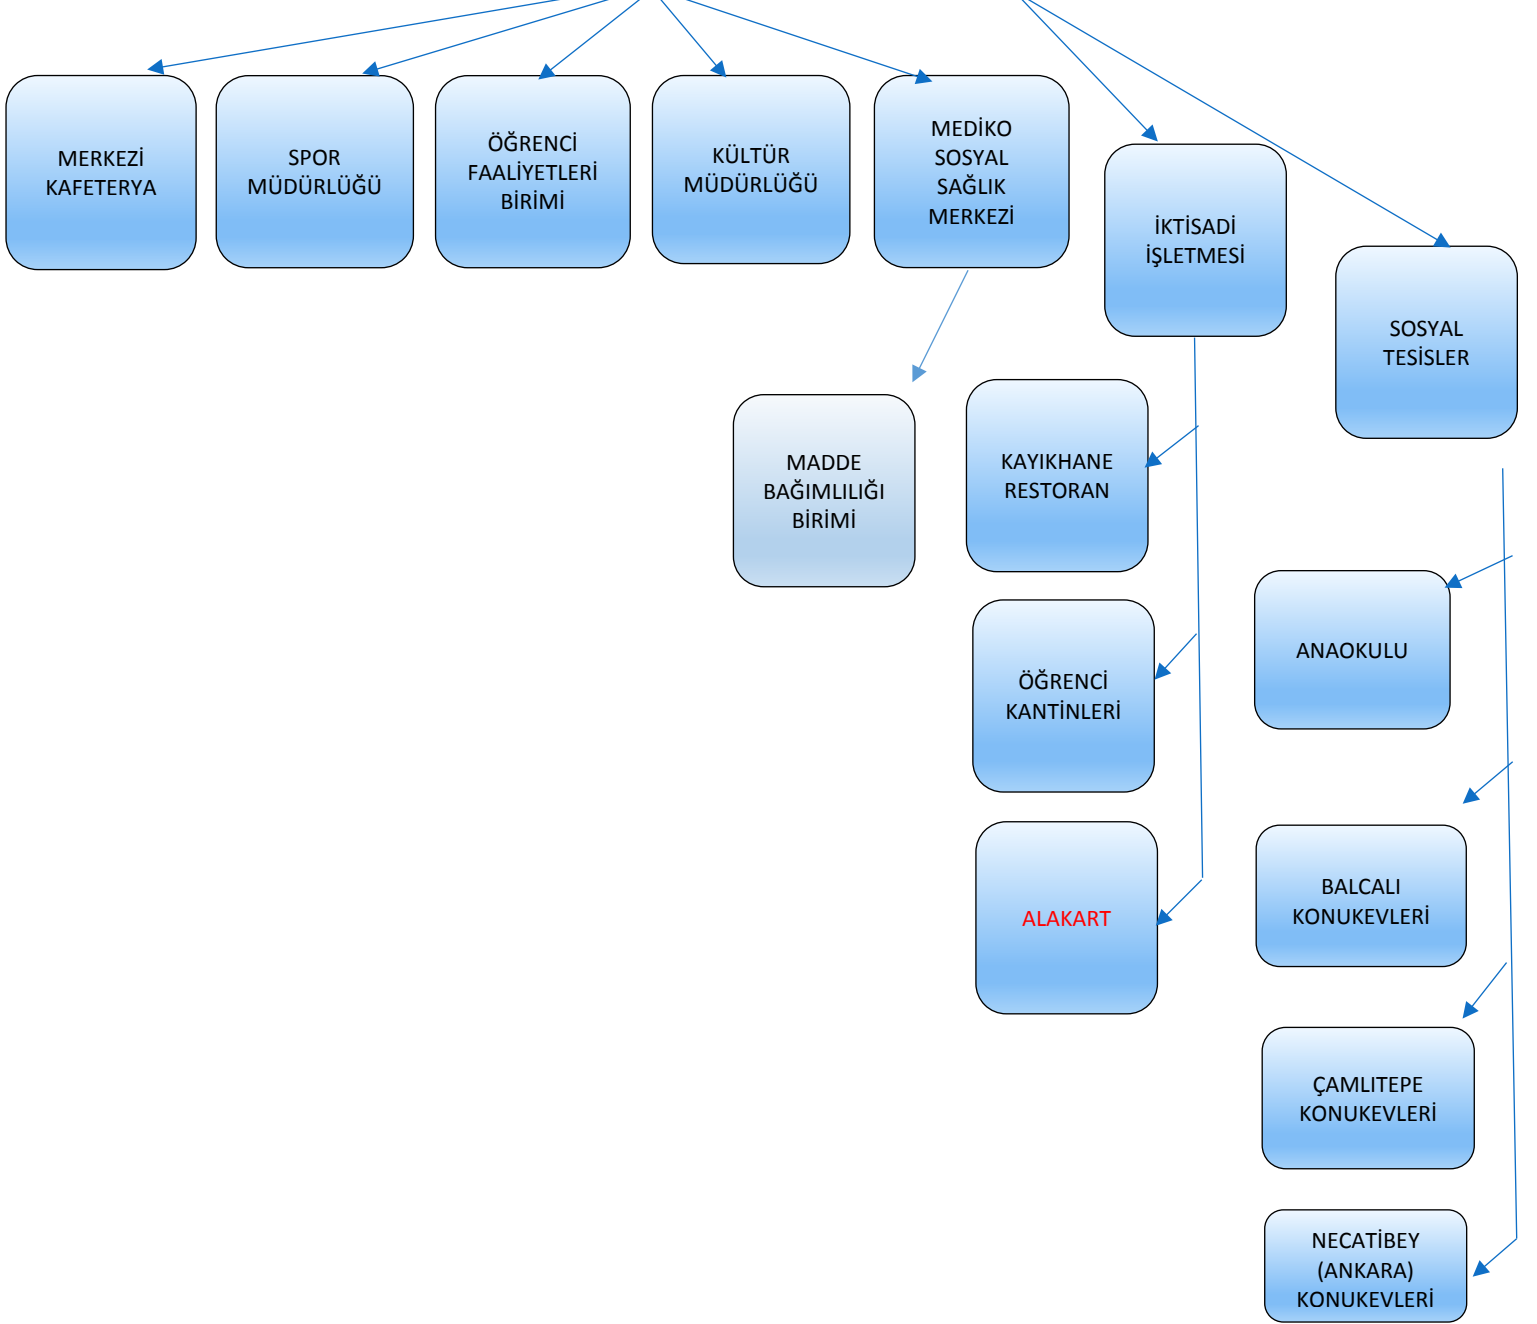 MERKEZİ
KAFETERYA
SPOR
MÜDÜRLÜĞÜ
ÖĞRENCİ
FAALİYETLERİ
BİRİMİ
KÜLTÜR
MÜDÜRLÜĞÜ
MEDİKO
SOSYAL
SAĞLIK
MERKEZİ
İKTİSADİ
İŞLETMESİ
SOSYAL
TESİSLER
MADDE
BAĞIMLILIĞI
BİRİMİ
KAYIKHANE
RESTORAN
ÖĞRENCİ
KANTİNLERİ
ALAKART
ANAOKULU
BALCALI
KONUKEVLERİ
ÇAMLITEPE
KONUKEVLERİ
NECATİBEY
(ANKARA)
KONUKEVLERİ